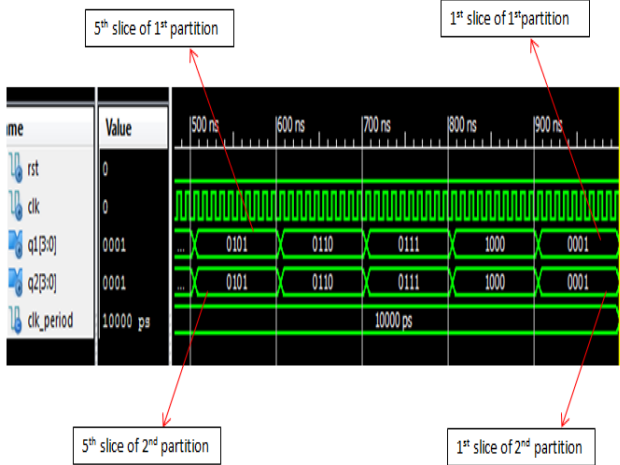 5th slice of 1st partition
1st slice of 1stpartition
ame Value 500 ns 600 ns 700 ns 800 ns 900 ns
rst 0
clk 0
q1[3:0] 0001 ... 0101 0110 0111 1000 0001
q2[3:0] 0001 ... 0101 0110 0111 1000 0001
clk_period 10000 ps 10000 ps
5th slice of 2nd partition
1st slice of 2nd partition